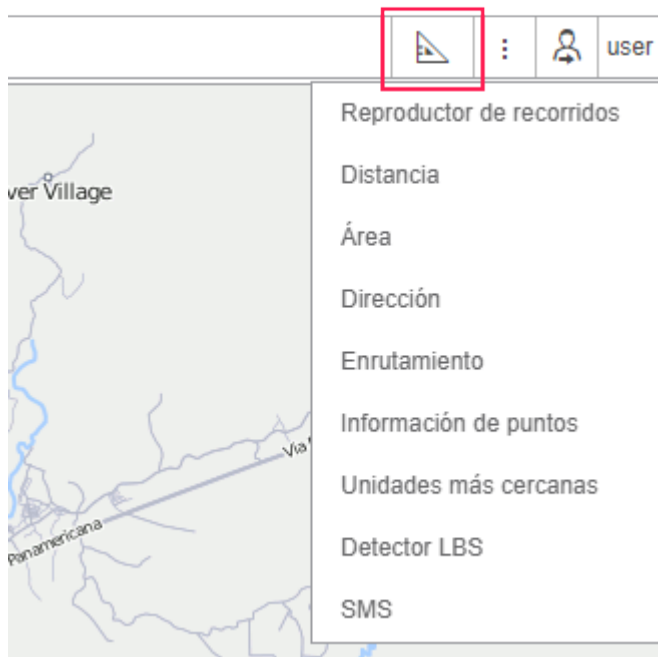 user
Reproductor de recorridos
Distancia
ver Village
Área
Dirección
Enrutamiento
Información de puntos
Via
Unidades más cercanas
Panamericana
Detector LBS
SMS